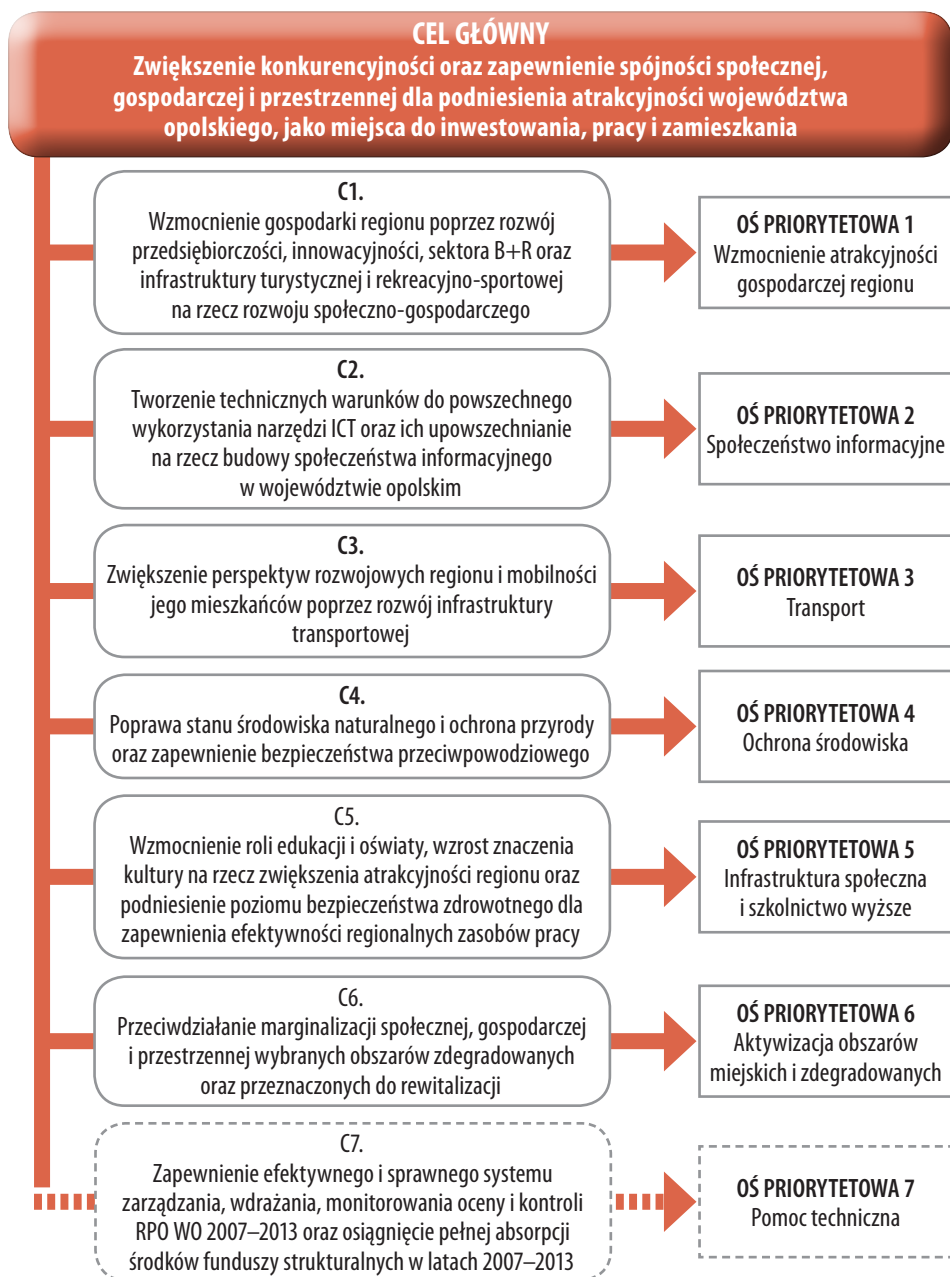 CEL GŁÓWNY
Zwiększenie konkurencyjności oraz zapewnienie spójności społecznej,
gospodarczej i przestrzennej dla podniesienia atrakcyjności województwa
opolskiego, jako miejsca do inwestowania, pracy i zamieszkania
C1.
Wzmocnienie gospodarki regionu poprzez rozwój
przedsiębiorczości, innowacyjności, sektora B+R oraz
infrastruktury turystycznej i rekreacyjno-sportowej
na rzecz rozwoju społeczno-gospodarczego
OŚ PRIORYTETOWA 1
Wzmocnienie atrakcyjności
gospodarczej regionu
C2.
Tworzenie technicznych warunków do powszechnego
wykorzystania narzędzi ICT oraz ich upowszechnianie
na rzecz budowy społeczeństwa informacyjnego
w województwie opolskim
OŚ PRIORYTETOWA 2
Społeczeństwo informacyjne
C3.
Zwiększenie perspektyw rozwojowych regionu i mobilności
jego mieszkańców poprzez rozwój infrastruktury
transportowej
OŚ PRIORYTETOWA 3
Transport
C4.
Poprawa stanu środowiska naturalnego i ochrona przyrody
oraz zapewnienie bezpieczeństwa przeciwpowodziowego
OŚ PRIORYTETOWA 4
Ochrona środowiska
C5.
Wzmocnienie roli edukacji i oświaty, wzrost znaczenia
kultury na rzecz zwiększenia atrakcyjności regionu oraz
podniesienie poziomu bezpieczeństwa zdrowotnego dla
zapewnienia efektywności regionalnych zasobów pracy
OŚ PRIORYTETOWA 5
Infrastruktura społeczna
i szkolnictwo wyższe
C6.
Przeciwdziałanie marginalizacji społecznej, gospodarczej
i przestrzennej wybranych obszarów zdegradowanych
oraz przeznaczonych do rewitalizacji
OŚ PRIORYTETOWA 6
Aktywizacja obszarów
miejskich i zdegradowanych
C7.
Zapewnienie efektywnego i sprawnego systemu
zarządzania, wdrażania, monitorowania oceny i kontroli
RPO WO 2007–2013 oraz osiągnięcie pełnej absorpcji
środków funduszy strukturalnych w latach 2007–2013
OŚ PRIORYTETOWA 7
Pomoc techniczna